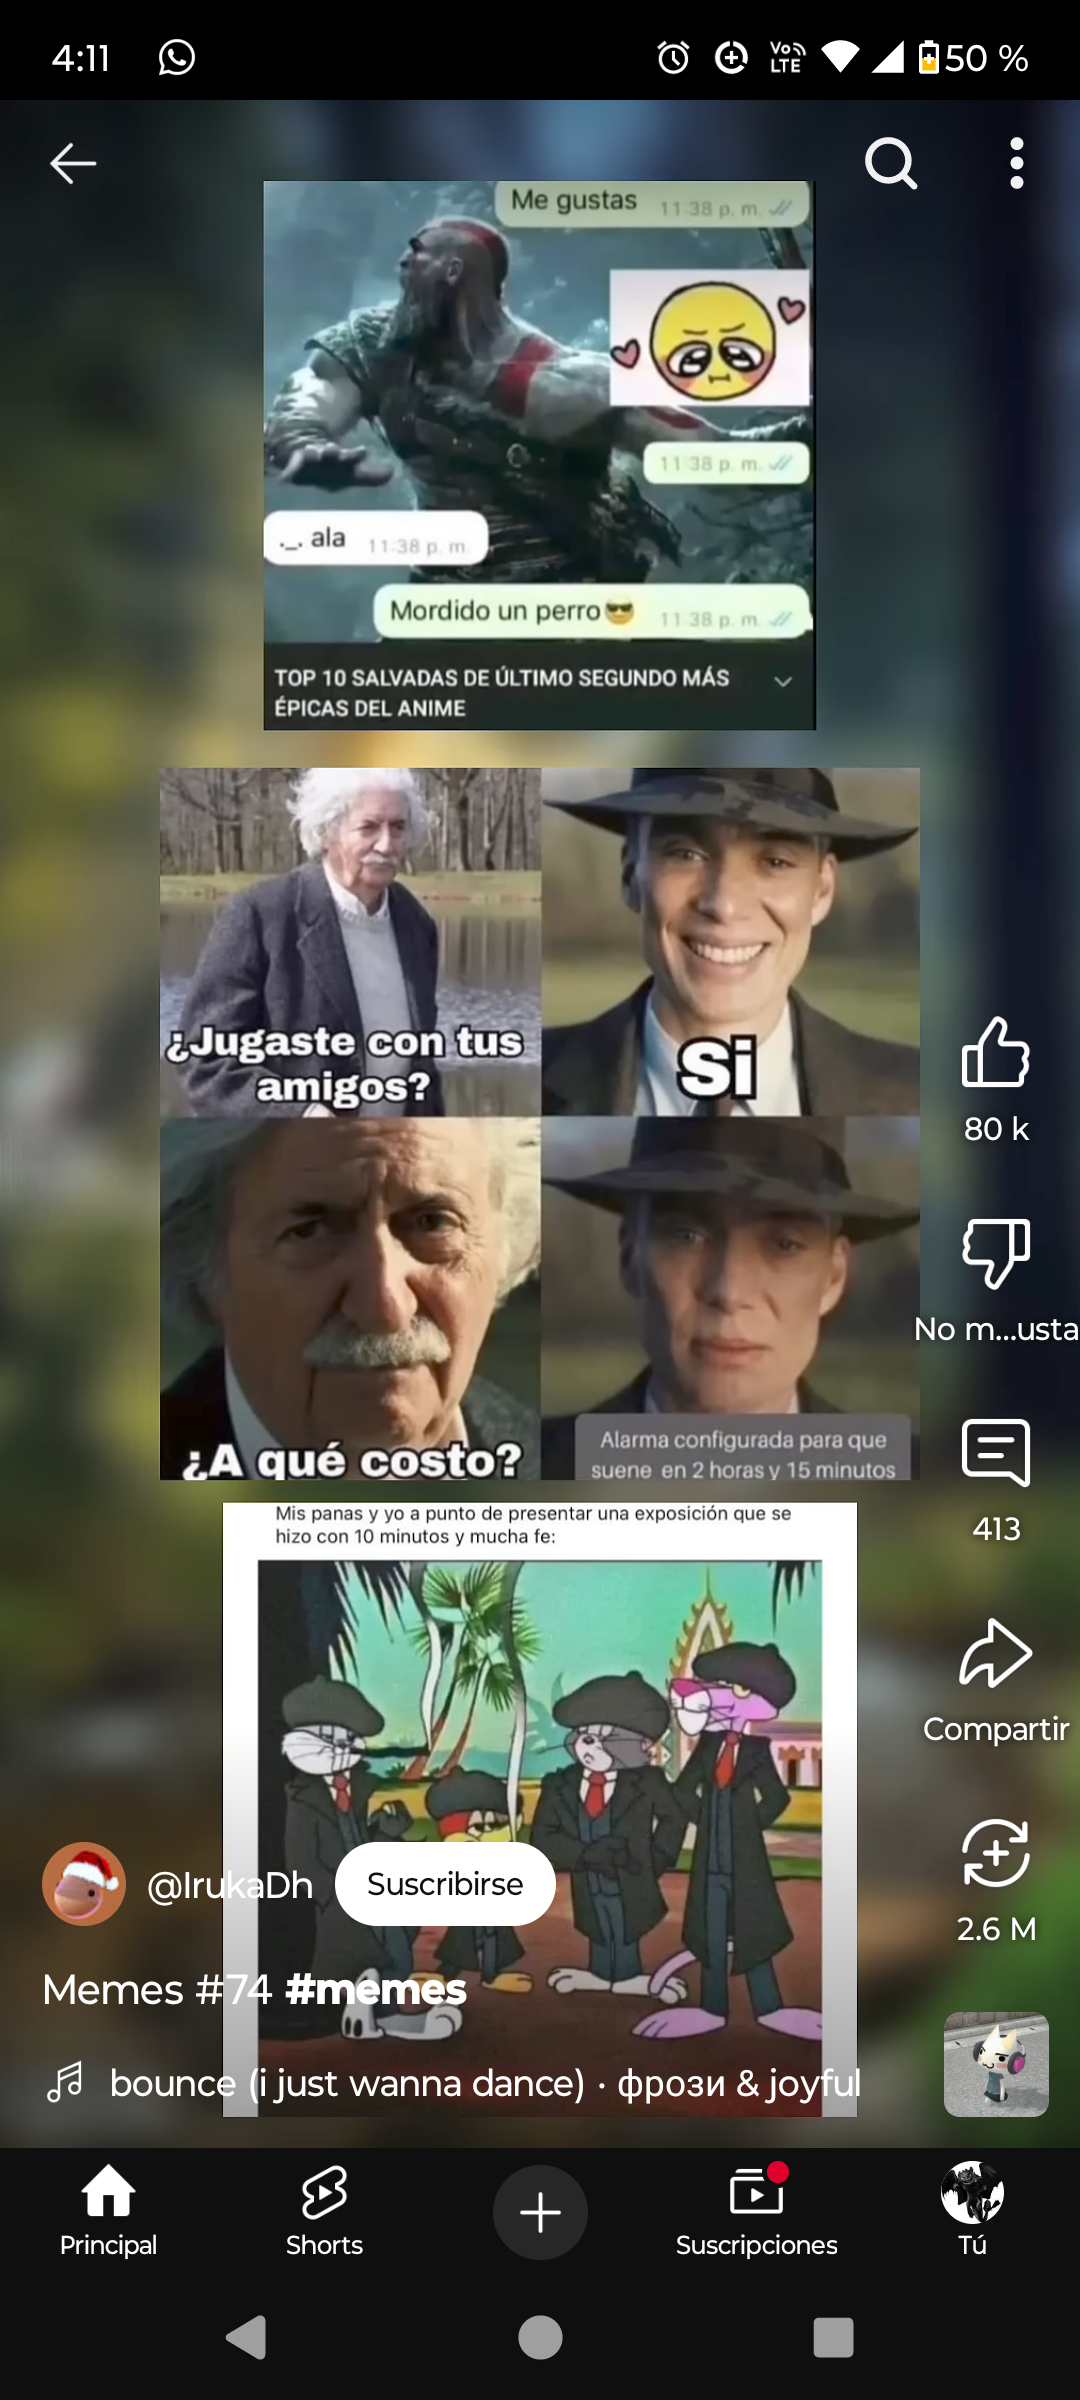 4:11
Vo LTE
50 %
Me gustas 11:38 p. m.
11:38 p. m.
._. ala 11:38 p. m.
Mordido un perro😎 11:38 p. m.
TOP 10 SALVADAS DE ÚLTIMO SEGUNDO MÁS
ÉPICAS DEL ANIME
¿Jugaste con tus
amigos?
Si
¿A qué costo?
Alarma configurada para que
suene en 2 horas y 15 minutos
80 k
No m...usta
413
Compartir
2.6 M
Mis panas y yo a punto de presentar una exposición que se
hizo con 10 minutos y mucha fe:
@IrukaDh
Suscribirse
Memes #74 #memes
bounce (i just wanna dance) · фрози & joyful
Principal
Shorts
Suscripciones
Tú